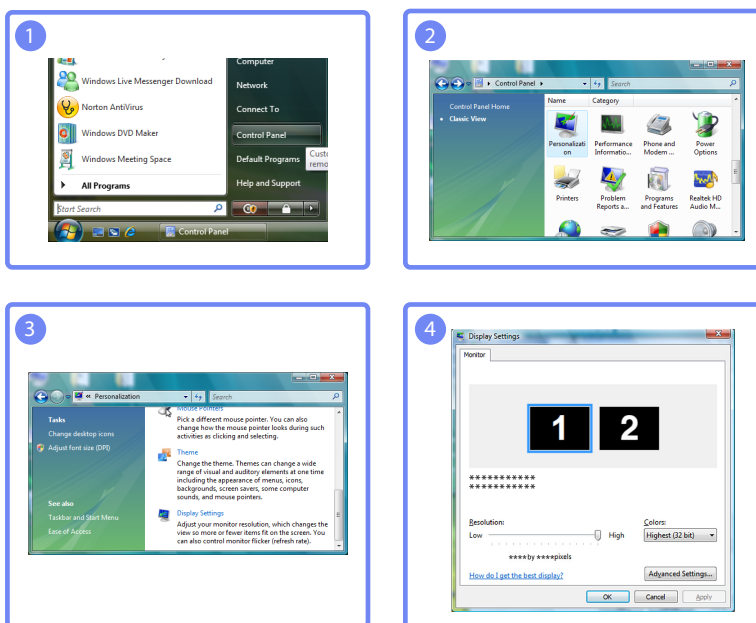 1
Computer
Windows Live Messenger Download
Network
Norton AntiVirus
Connect To
Windows DVD Maker
Control Panel
Windows Meeting Space
Default Programs
Custo
remo
All Programs
Help and Support
Start Search
Control Panel
2
Control Panel
Search
Control Panel Home
Classic View
Name Category
Personalizati
on
Performance
Informatio...
Phone and
Modem ...
Power
Options
Printers
Problem
Reports a...
Programs
and Features
Realtek HD
Audio M...
3
« Personalization
Search
Tasks
Change desktop icons
Adjust font size (DPI)
See also
Taskbar and Start Menu
Ease of Access
Mouse Pointers
Pick a different mouse pointer. You can also
change how the mouse pointer looks during such
activities as clicking and selecting.
Theme
Change the theme. Themes can change a wide
range of visual and auditory elements at one time
including the appearance of menus, icons,
backgrounds, screen savers, some computer
sounds, and mouse pointers.
Display Settings
Adjust your monitor resolution, which changes the
view so more or fewer items fit on the screen. You
can also control monitor flicker (refresh rate).
4
Display Settings
Monitor
1 2
***********
***********
Resolution:
Low High
****by ****pixels
Colors:
Highest (32 bit)
How do I get the best display?
Advanced Settings...
OK Cancel Apply